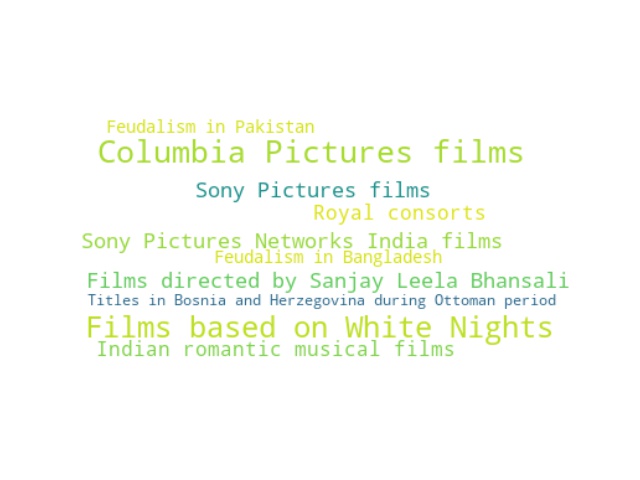 Feudalism in Pakistan
Columbia Pictures films
Sony Pictures films
Royal consorts
Sony Pictures Networks India films
Feudalism in Bangladesh
Films directed by Sanjay Leela Bhansali
Titles in Bosnia and Herzegovina during Ottoman period
Films based on White Nights
Indian romantic musical films